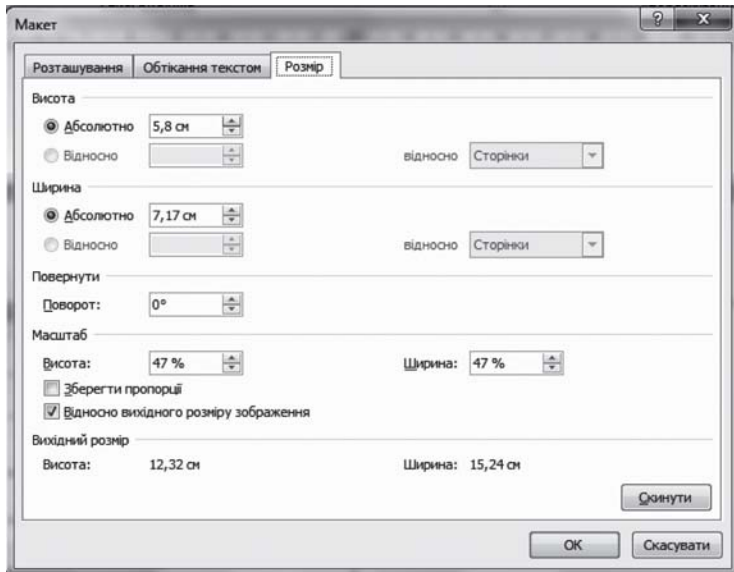 Макет
Розташування Обтікання текстом Розмір
Висота
Абсолютно 5,8 см
Відносно відносно Сторінки
Ширина
Абсолютно 7,17 см
Відносно відносно Сторінки
Повернути
Поворот: 0°
Масштаб
Висота: 47 % Ширина: 47 %
Зберегти пропорції
Відносно вихідного розміру зображення
Вихідний розмір
Висота: 12,32 см Ширина: 15,24 см
Скинути
ОК Скасувати